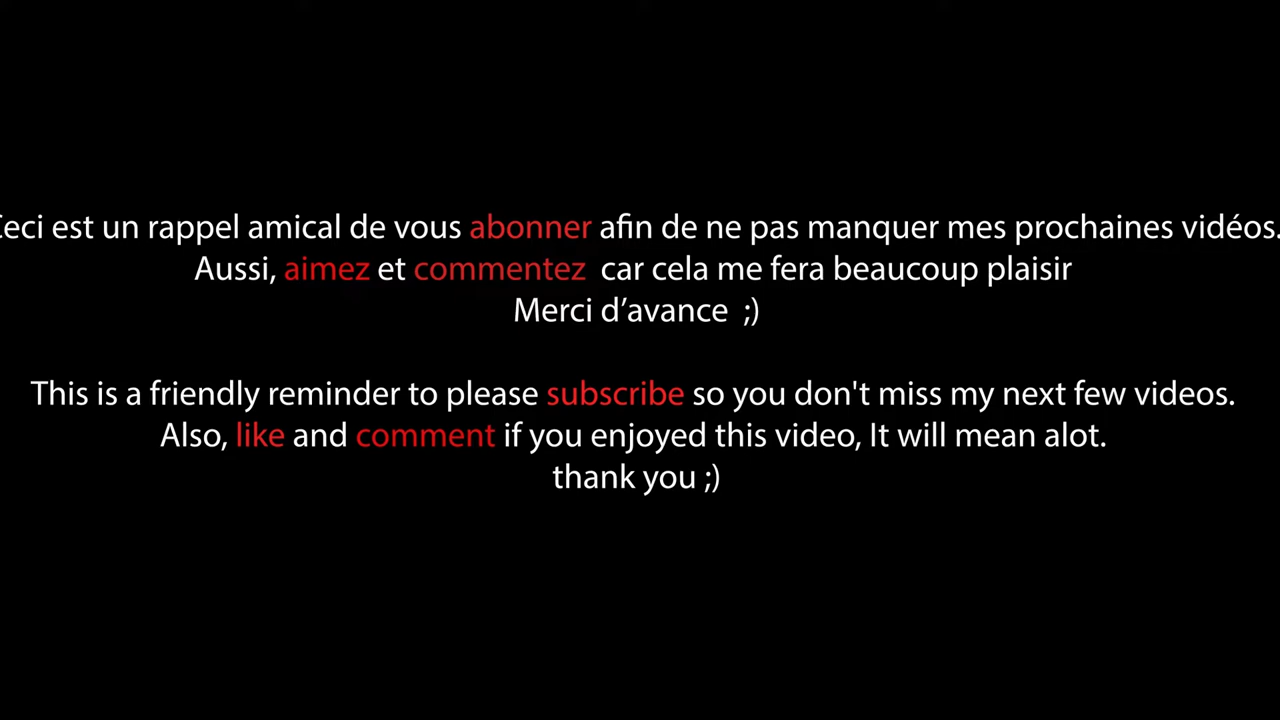 Ceci est un rappel amical de vous abonner afin de ne pas manquer mes prochaines vidéos.
Aussi, aimez et commentez car cela me fera beaucoup plaisir
Merci d’avance ;)
This is a friendly reminder to please subscribe so you don't miss my next few videos.
Also, like and comment if you enjoyed this video, It will mean alot.
thank you ;)